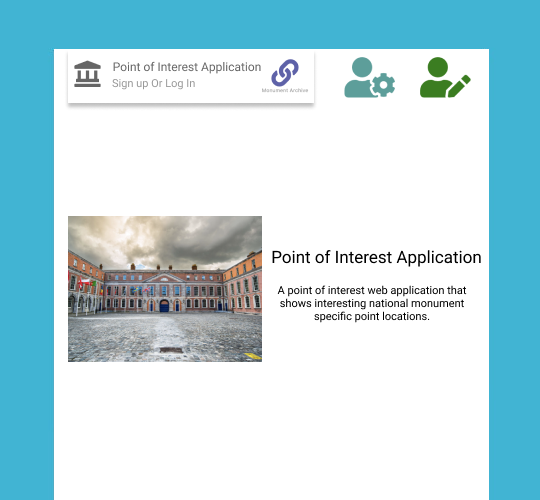 Point of Interest Application
Sign up Or Log In
Monument Archive
Point of Interest Application
A point of interest web application that
shows interesting national monument
specific point locations.